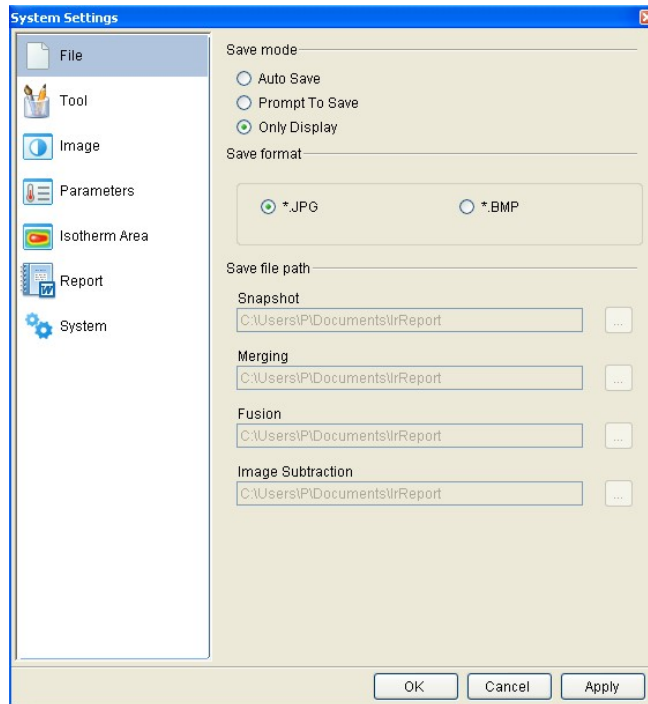 System Settings
File
Tool
Image
Parameters
Isotherm Area
Report
System
Save mode
Auto Save
Prompt To Save
Only Display
Save format
*.JPG
*.BMP
Save file path
Snapshot
C:\Users\P\Documents\IrReport
...
Merging
C:\Users\P\Documents\IrReport
...
Fusion
C:\Users\P\Documents\IrReport
...
Image Subtraction
C:\Users\P\Documents\IrReport
...
OK
Cancel
Apply